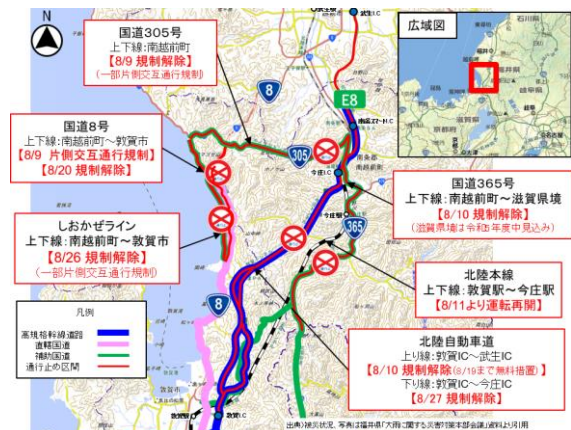 国道305号
上下線:南越前町
【8/9 規制解除】
(一部片側交互通行規制)
国道8号
上下線:南越前町～敦賀市
【8/9 片側交互通行規制】
【8/20 規制解除】
しおかぜライン
上下線:南越前町～敦賀市
【8/26 規制解除】
(一部片側交互通行規制)
凡例
高規格幹線道路
直轄国道
補助国道
通行止め区間
広域図
石川県
福井県
岐阜県
滋賀県
京都府
武生I.C
8
E8
305
今庄I.C
今庄駅
365
国道365号
上下線:南越前町～滋賀県境
【8/10 規制解除】
(滋賀県境は令和5年度中見込み)
北陸本線
上下線:敦賀駅～今庄駅
【8/11より運転再開】
北陸自動車道
上り線:敦賀IC～武生IC
【8/10 規制解除(8/19まで無料措置)】
下り線:敦賀IC～今庄IC
【8/27 規制解除】
8
敦賀市
敦賀駅
敦賀I.C
出典)被災状況、写真は福井県「大雨に関する災害対策本部会議」資料より引用